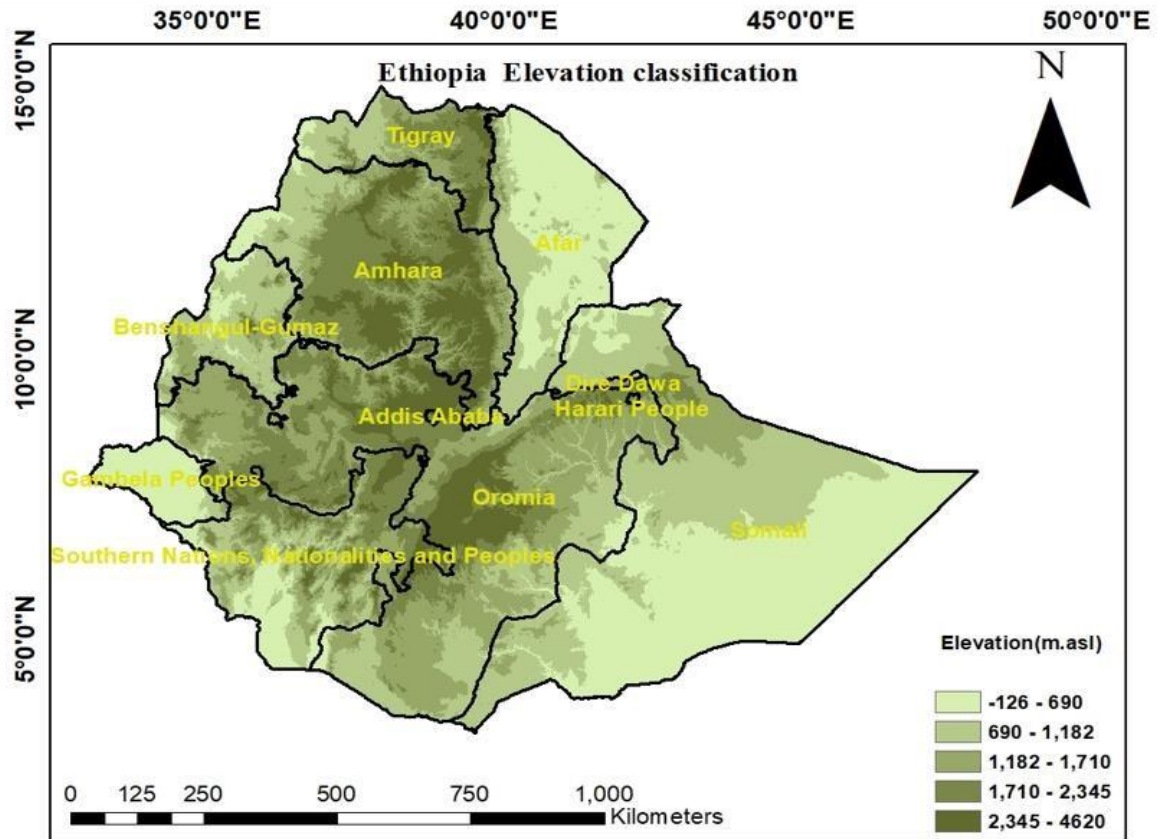 35°0'0"E 40°0'0"E 45°0'0"E 50°0'0"E
15°0'0"N
10°0'0"N
5°0'0"N
Ethiopia Elevation classification
N
Tigray
Afar
Amhara
Benshangul-Gumaz
Dire Dawa
Harari People
Addis Ababa
Gambela Peoples
Oromia
Somali
Southern Nations, Nationalities and Peoples
Elevation(m.asl)
-126 - 690
690 - 1,182
1,182 - 1,710
1,710 - 2,345
2,345 - 4620
0 125 250 500 750 1,000
Kilometers